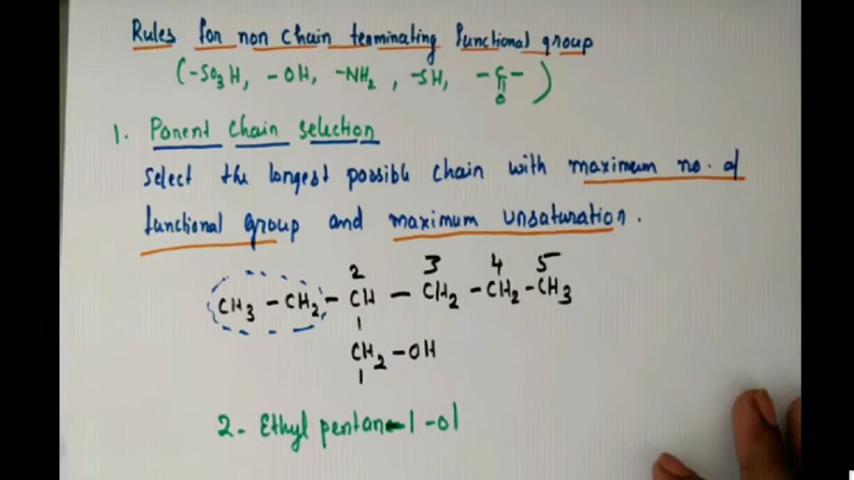 Rules for non chain terminating functional group
(-SO3H, -OH, -NH2, -SH, -C-)
O
1. Parent chain selection
Select the longest possible chain with maximum no. of
functional group and maximum unsaturation.
2 3 4 5
CH3 - CH2 - CH - CH2 - CH2 - CH3
CH2 - OH
1
2- Ethyl pentan-1-ol